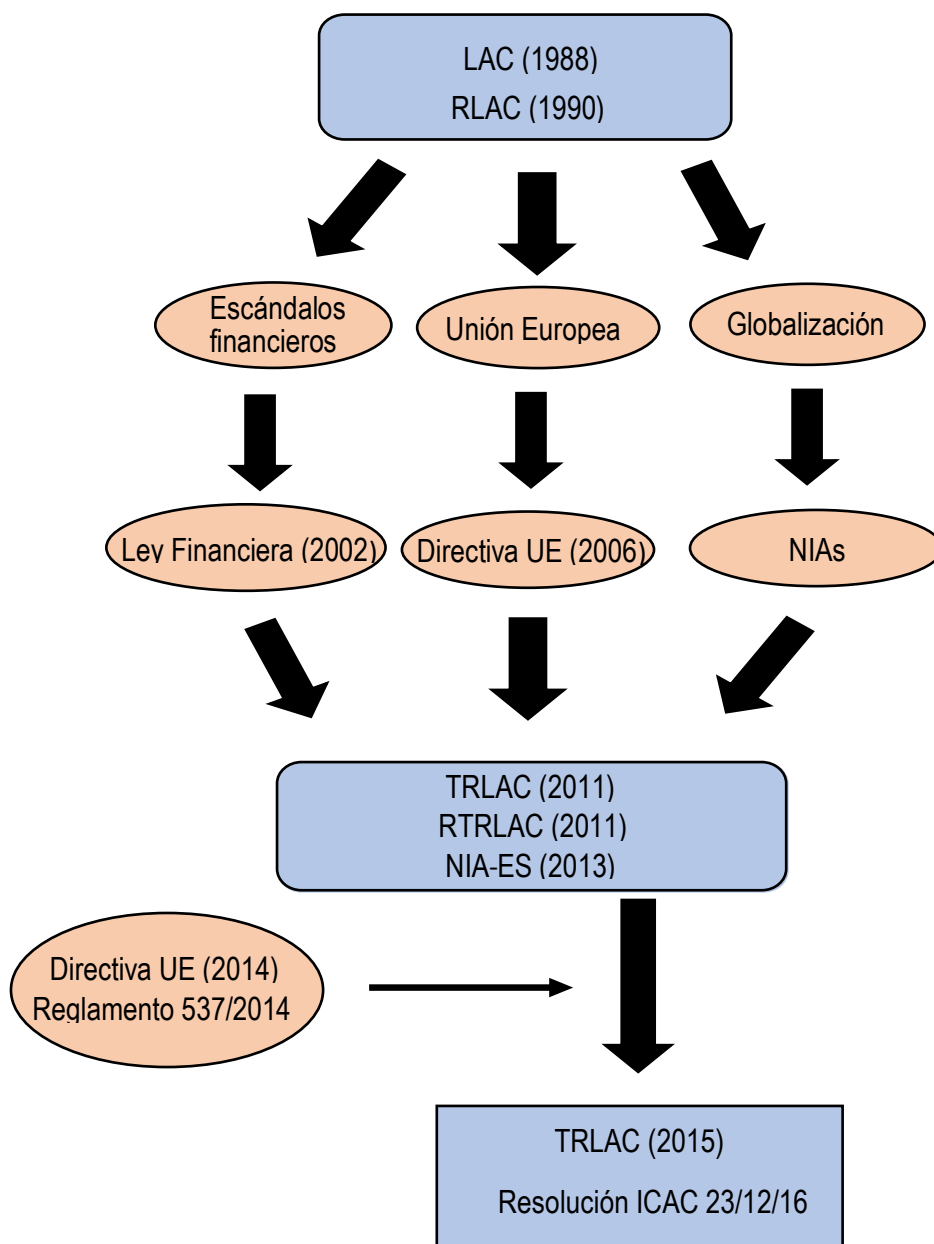 LAC (1988)
RLAC (1990)
Escándalos
financieros
Unión Europea
Globalización
Ley Financiera (2002)
Directiva UE (2006)
NIAs
TRLAC (2011)
RTRLAC (2011)
NIA-ES (2013)
Directiva UE (2014)
Reglamento 537/2014
TRLAC (2015)
Resolución ICAC 23/12/16